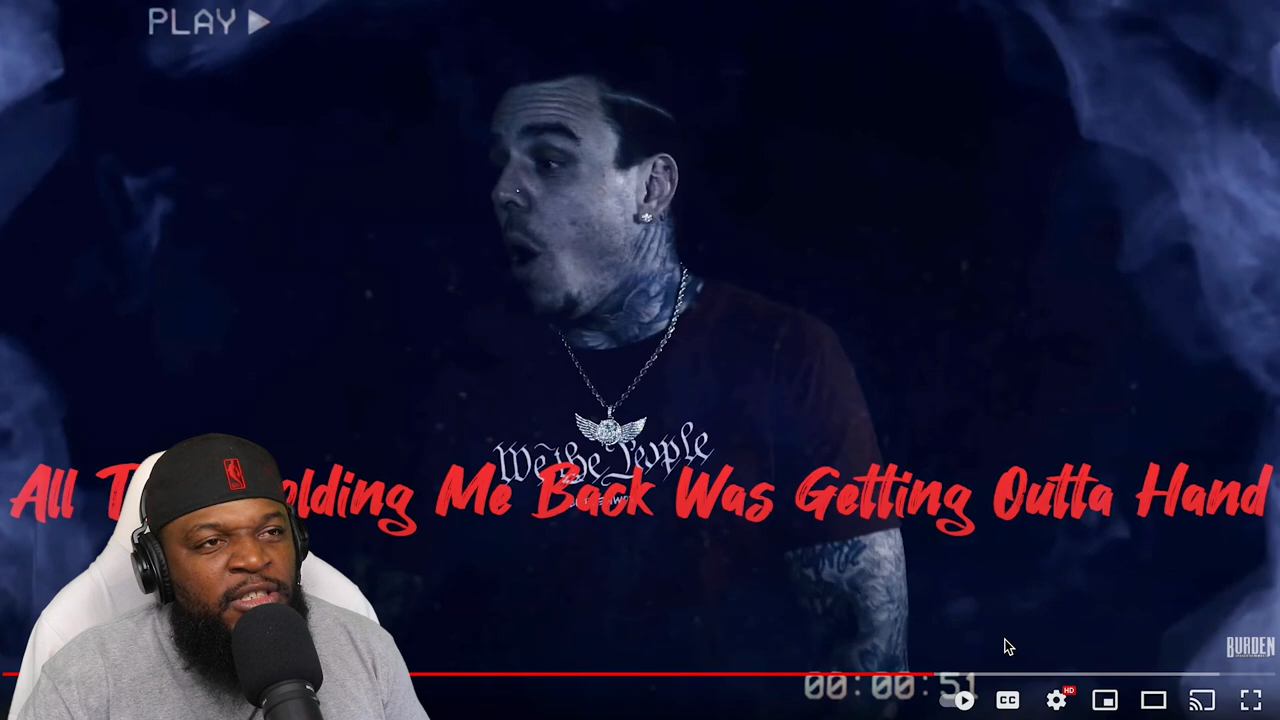 PLAY
We the People
All T olding Me Back Was Getting Outta Hand
BURDEN
00:00:51
CC
HD